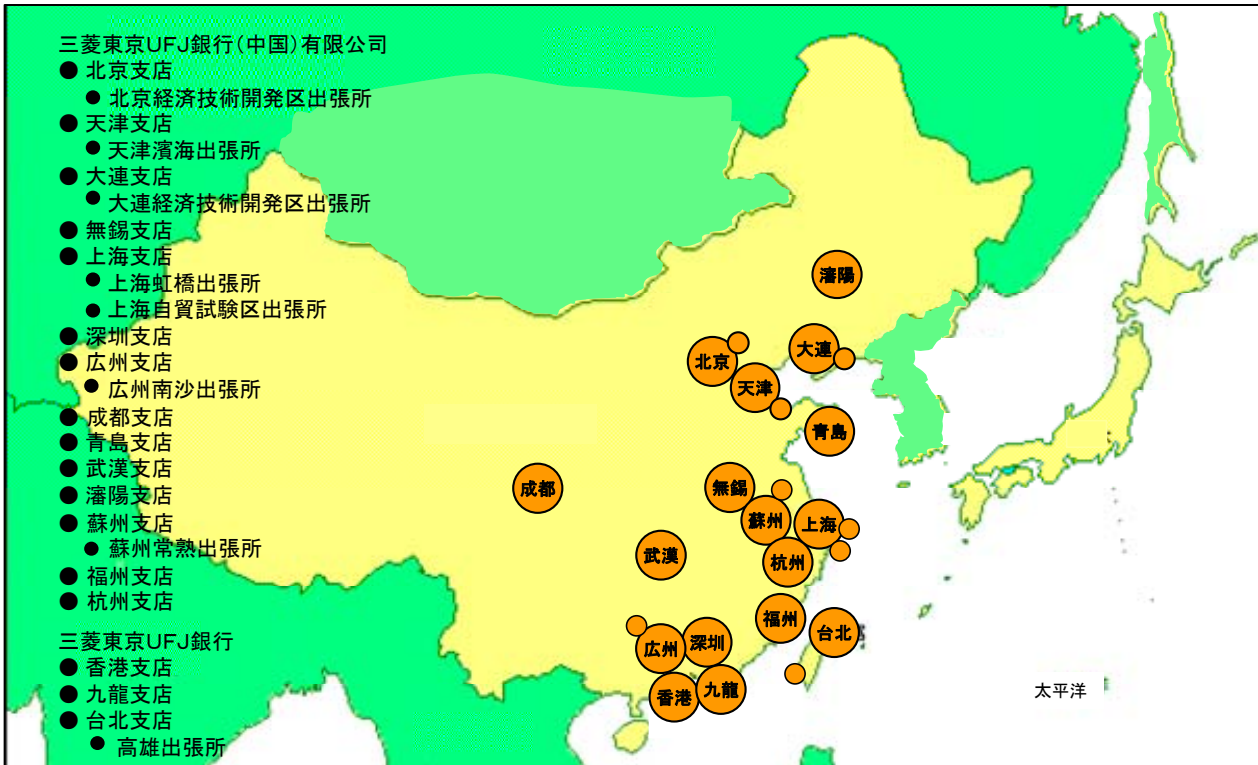 三菱東京UFJ銀行(中国)有限公司
● 北京支店
● 北京経済技術開発区出張所
● 天津支店
● 天津濱海出張所
● 大連支店
● 大連経済技術開発区出張所
● 無錫支店
● 上海支店
● 上海虹橋出張所
● 上海自貿試験区出張所
● 深圳支店
● 広州支店
● 広州南沙出張所
● 成都支店
● 青島支店
● 武漢支店
● 瀋陽支店
● 蘇州支店
● 蘇州常熟出張所
● 福州支店
● 杭州支店
三菱東京UFJ銀行
● 香港支店
● 九龍支店
● 台北支店
● 高雄出張所
瀋陽
大連
北京
天津
青島
成都
無錫
蘇州
上海
武漢
杭州
福州
台北
広州
深圳
香港
九龍
太平洋